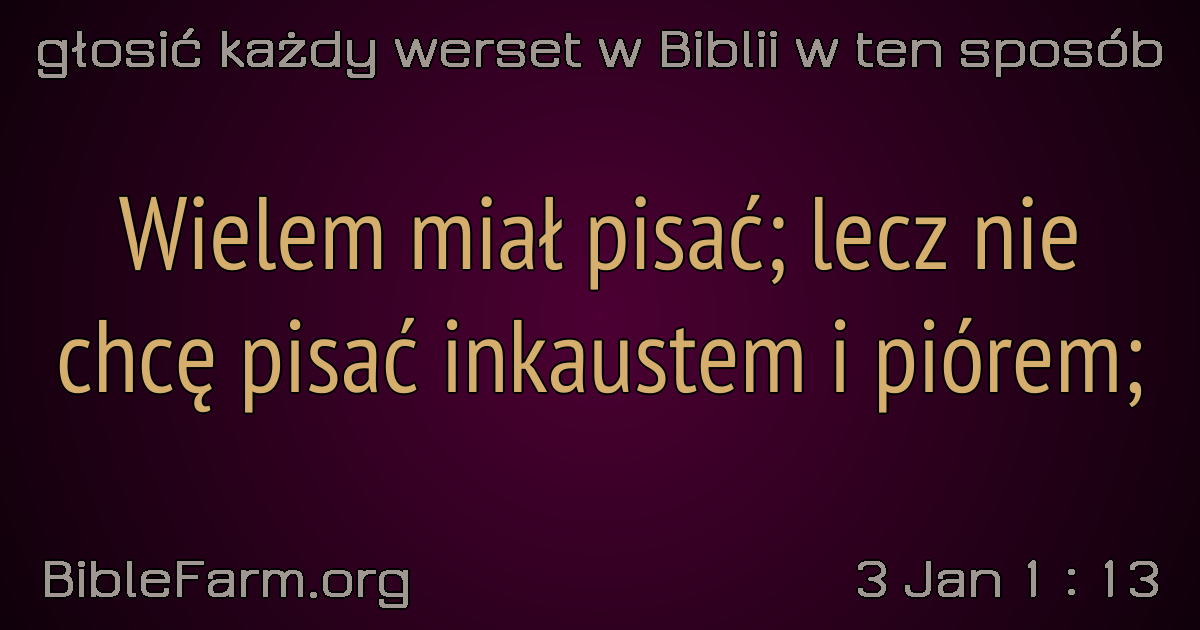 głosić każdy werset w Biblii w ten sposób
Wielem miał pisać; lecz nie
chcę pisać inkaustem i piórem;
BibleFarm.org
3 Jan 1 : 13